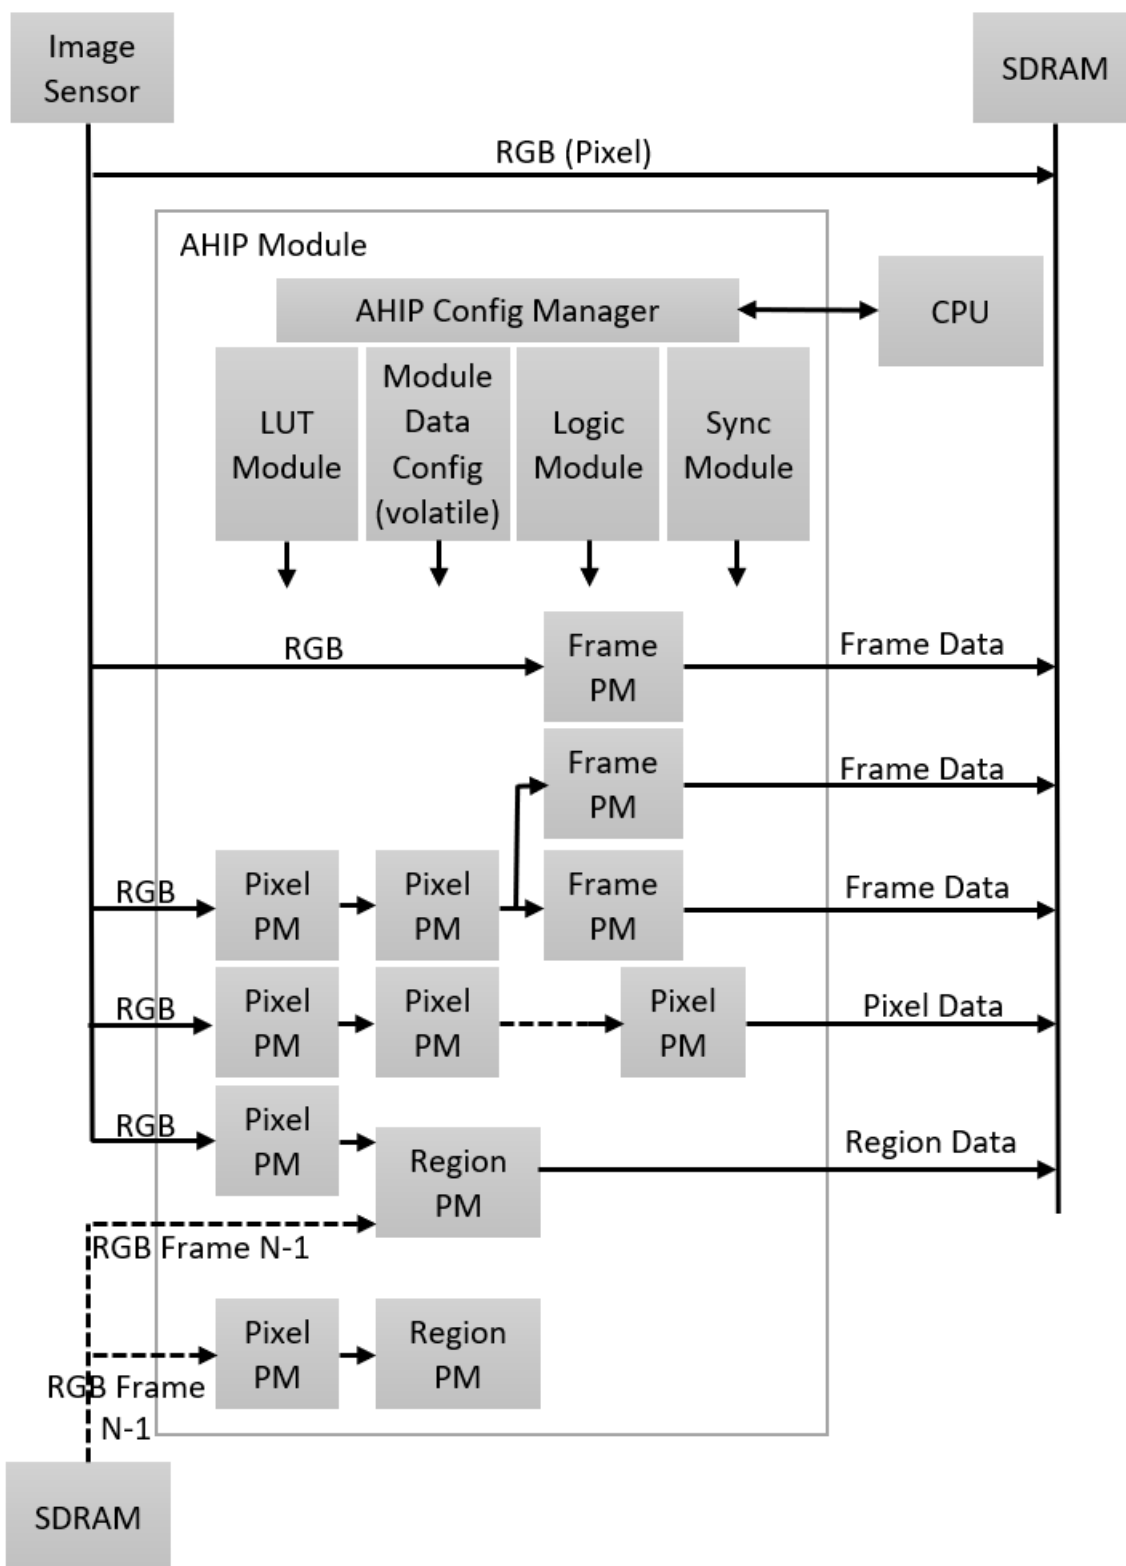 Image
Sensor
SDRAM
RGB (Pixel)
AHIP Module
AHIP Config Manager
CPU
LUT
Module
Module
Data
Config
(volatile)
Logic
Module
Sync
Module
RGB
Frame
PM
Frame Data
Frame
PM
Frame Data
RGB
Pixel
PM
Pixel
PM
Frame
PM
Frame Data
RGB
Pixel
PM
Pixel
PM
Pixel
PM
Pixel Data
RGB
Pixel
PM
Region
PM
Region Data
RGB Frame N-1
Pixel
PM
Region
PM
RGB Frame
N-1
SDRAM